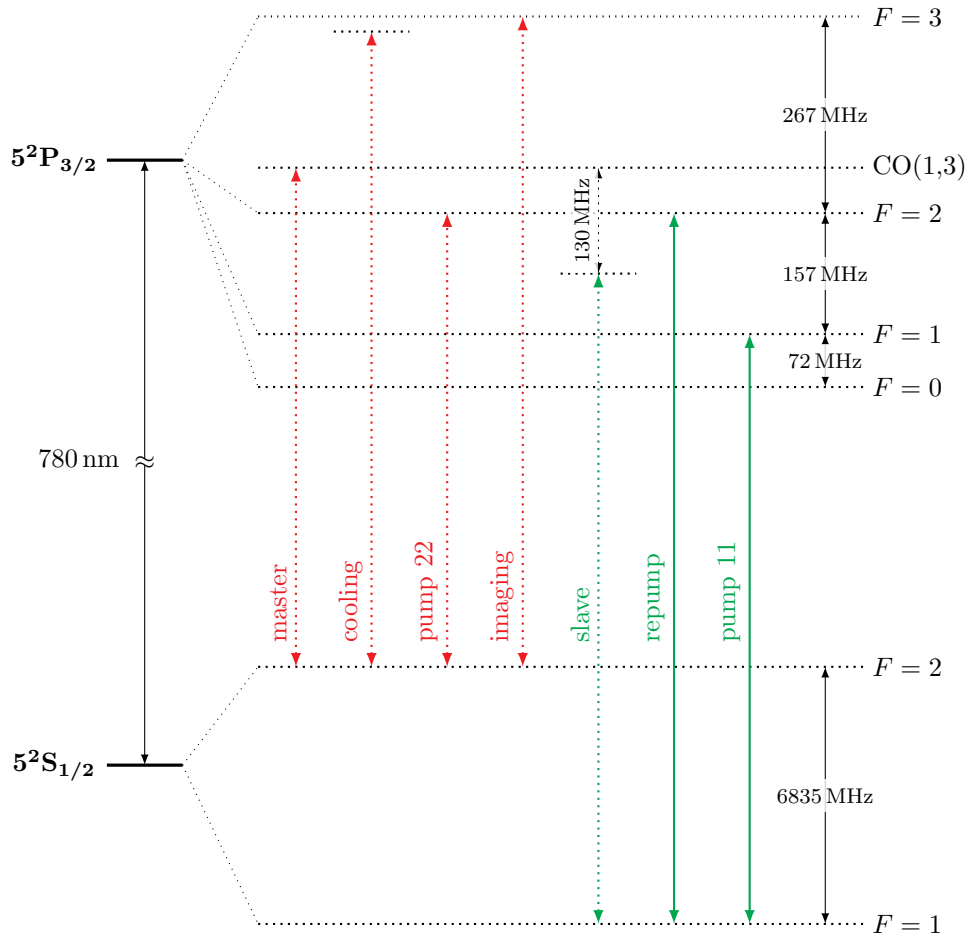 F = 3
267 MHz
5²P₃/₂
CO(1,3)
130 MHz
F = 2
157 MHz
F = 1
72 MHz
F = 0
780 nm
≈
master
cooling
pump 22
imaging
slave
repump
pump 11
F = 2
5²S₁/₂
6835 MHz
F = 1